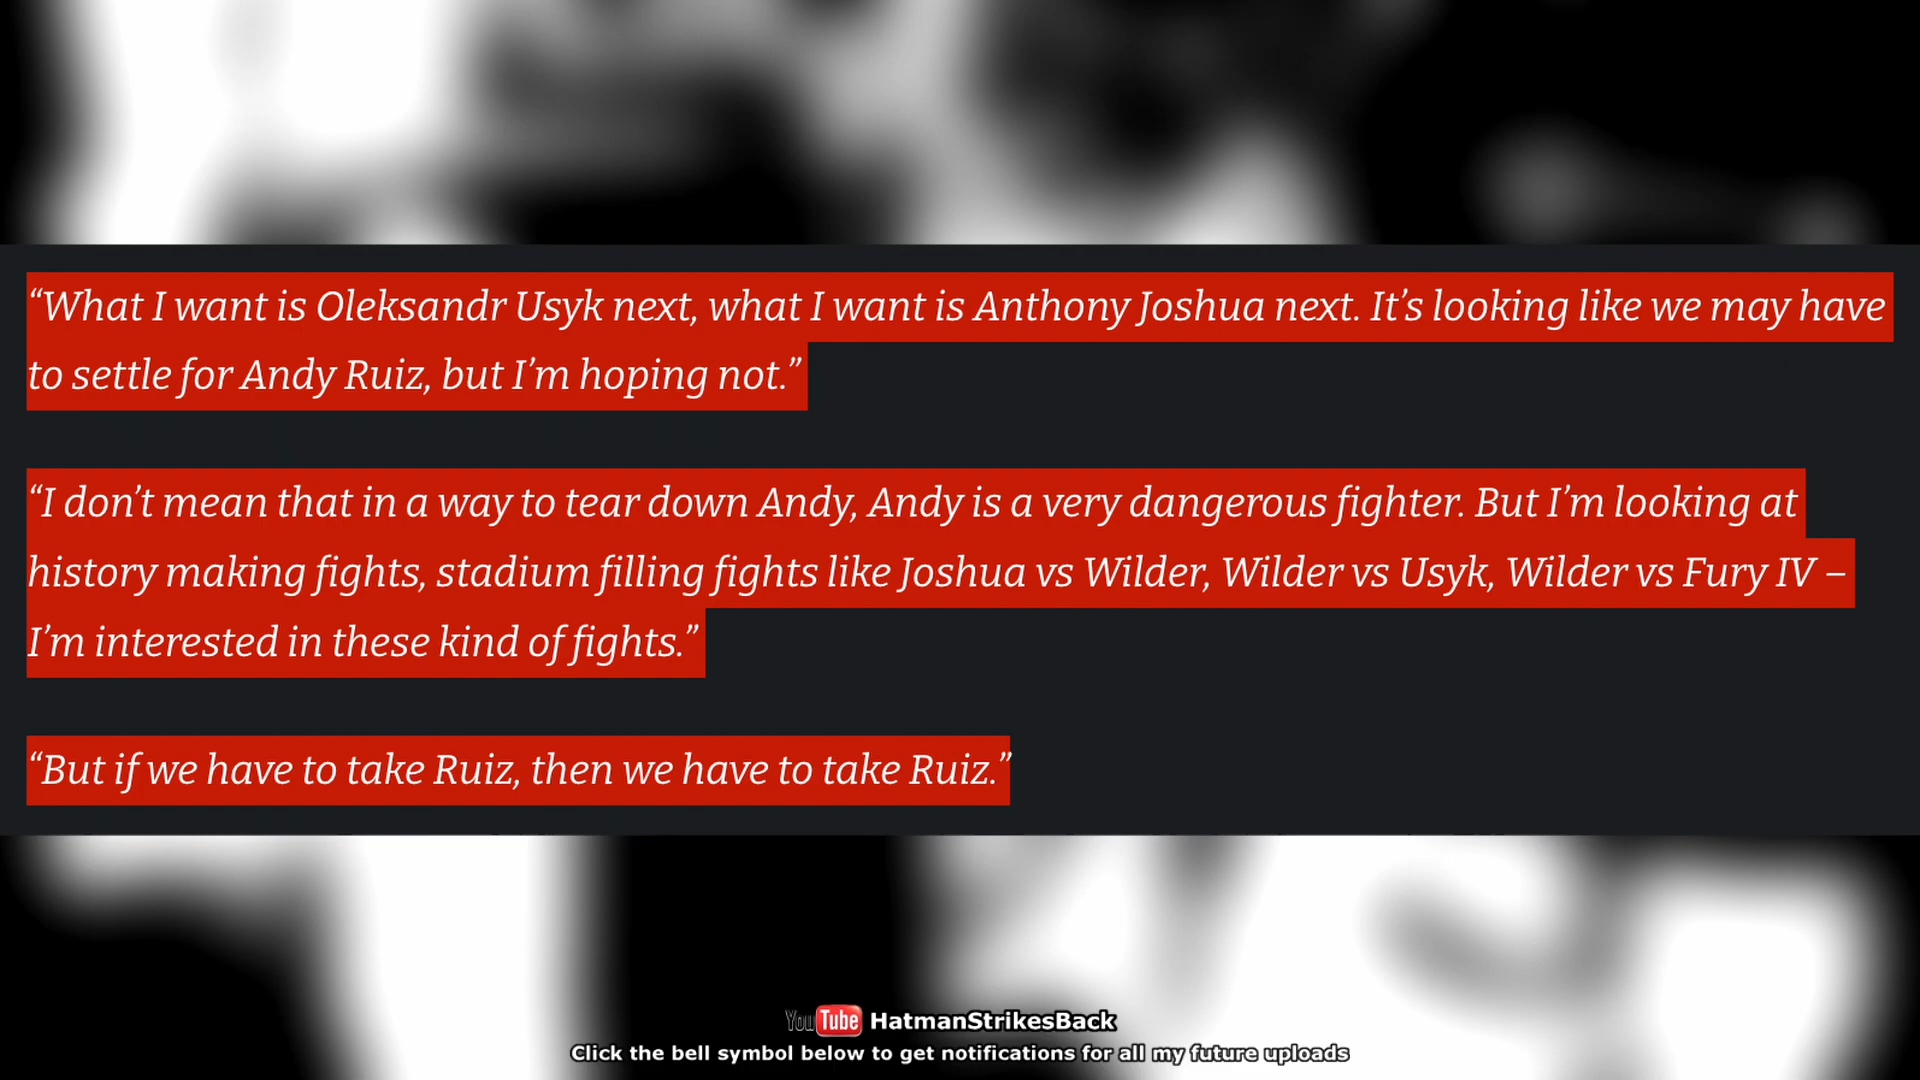 “What I want is Oleksandr Usyk next, what I want is Anthony Joshua next. It’s looking like we may have
to settle for Andy Ruiz, but I’m hoping not.”
“I don’t mean that in a way to tear down Andy, Andy is a very dangerous fighter. But I’m looking at
history making fights, stadium filling fights like Joshua vs Wilder, Wilder vs Usyk, Wilder vs Fury IV –
I’m interested in these kind of fights.”
“But if we have to take Ruiz, then we have to take Ruiz.”
YouTube HatmanStrikesBack
Click the bell symbol below to get notifications for all my future uploads